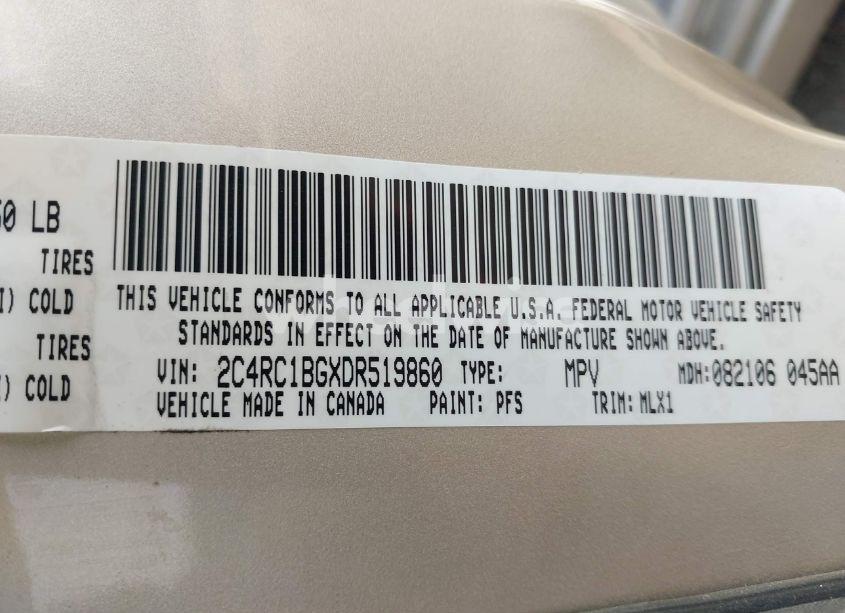 50 LB
TIRES
COLD
TIRES
COLD
THIS VEHICLE CONFORMS TO ALL APPLICABLE U.S.A. FEDERAL MOTOR VEHICLE SAFETY
STANDARDS IN EFFECT ON THE DATE OF MANUFACTURE SHOWN ABOVE.
VIN: 2C4RC1BGXDR519860 TYPE: MPV MDH:082106 045AA
VEHICLE MADE IN CANADA PAINT: PFS TRIM: MLX1